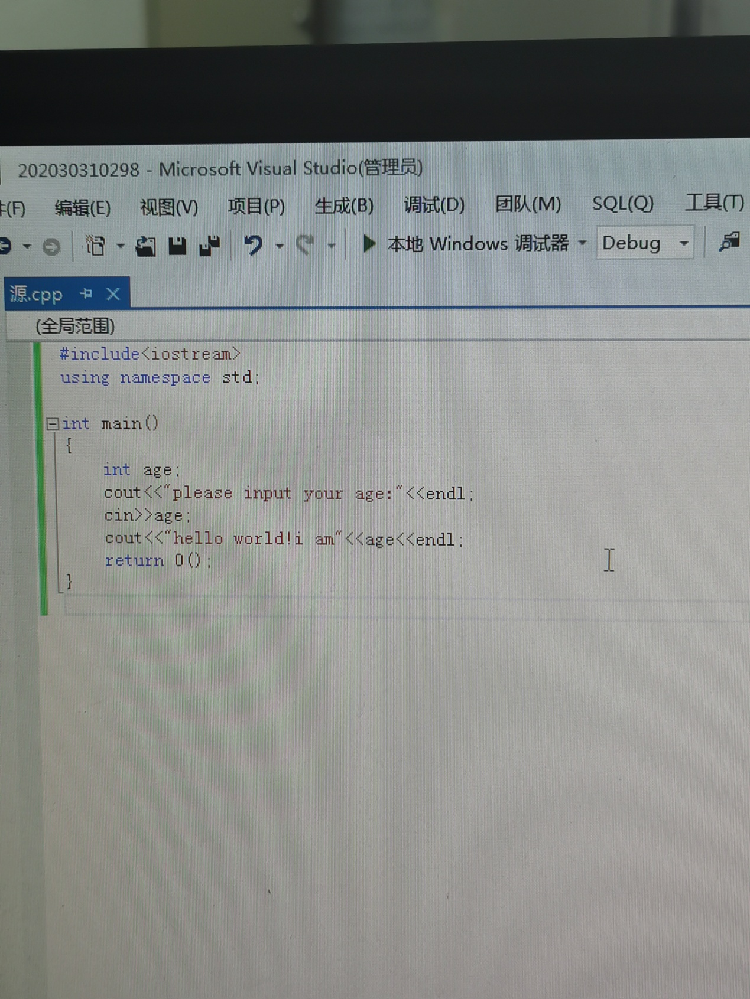 202030310298 - Microsoft Visual Studio(管理员)
(F) 编辑(E) 视图(V) 项目(P) 生成(B) 调试(D) 团队(M) SQL(Q) 工具(T)
本地 Windows 调试器 Debug
源.cpp
(全局范围)
#include<iostream>
using namespace std;
int main()
{
int age;
cout<<"please input your age:"<<endl;
cin>>age;
cout<<"hello world!i am"<<age<<endl;
return 0();
}